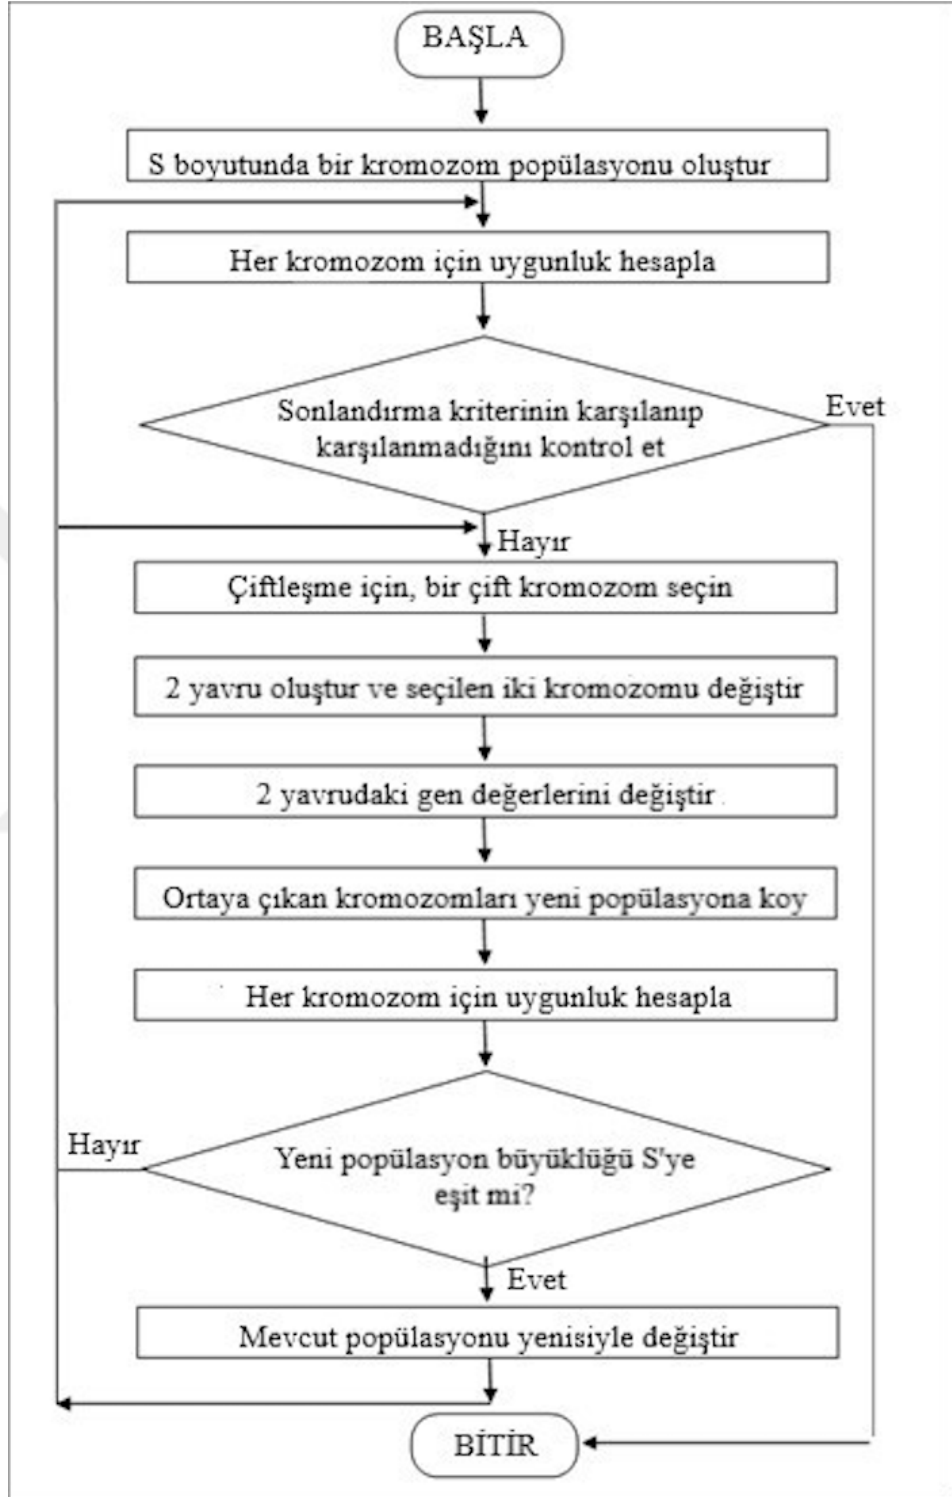 BAŞLA
S boyutunda bir kromozom popülasyonu oluştur
Her kromozom için uygunluk hesapla
Sonlandırma kriterinin karşılanıp
karşılanmadığını kontrol et
Evet
Hayır
Çiftleşme için, bir çift kromozom seçin
2 yavru oluştur ve seçilen iki kromozomu değiştir
2 yavrudaki gen değerlerini değiştir
Ortaya çıkan kromozomları yeni popülasyona koy
Her kromozom için uygunluk hesapla
Hayır
Yeni popülasyon büyüklüğü S'ye
eşit mi?
Evet
Mevcut popülasyonu yenisiyle değiştir
BİTİR